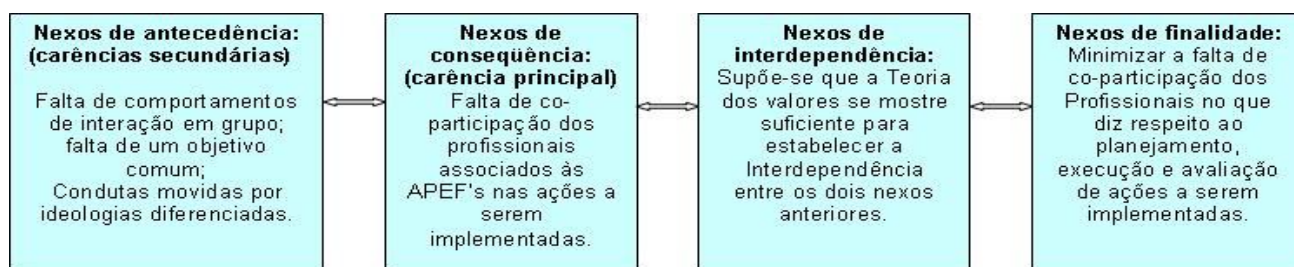 Nexos de antecedência:
(carências secundárias)
Falta de comportamentos
de interação em grupo;
falta de um objetivo
comum;
Condutas movidas por
ideologias diferenciadas.
Nexos de
conseqüência:
(carência principal)
Falta de co-
participação dos
profissionais
associados às
APEF's nas ações a
serem
implementadas.
Nexos de
interdependência:
Supõe-se que a Teoria
dos valores se mostre
suficiente para
estabelecer a
Interdependência
entre os dois nexos
anteriores.
Nexos de finalidade:
Minimizar a falta de
co-participação dos
Profissionais no que
diz respeito ao
planejamento,
execução e avaliação
de ações a serem
implementadas.